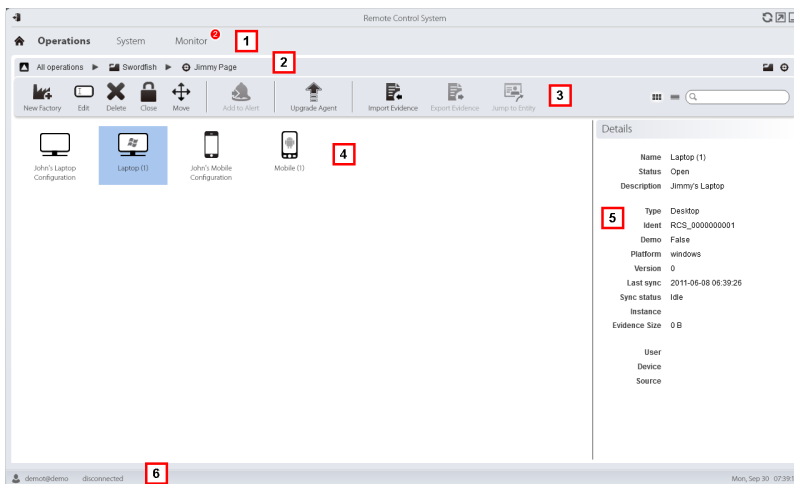 Remote Control System
Operations System Monitor 2 1
All operations Swordfish Jimmy Page 2
New Factory Edit Delete Close Move Add to Alert Upgrade Agent Import Evidence Export Evidence Jump to Entity 3
Details
John's Laptop Configuration
Laptop (1)
John's Mobile Configuration
Mobile (1)
4
Name Laptop (1)
Status Open
Description Jimmy's Laptop
5
Type Desktop
Ident RCS_0000000001
Demo False
Platform windows
Version 0
Last sync 2011-06-08 06:39:26
Sync status Idle
Instance
Evidence Size 0 B
User
Device
Source
demot@demo disconnected 6
Mon, Sep 30